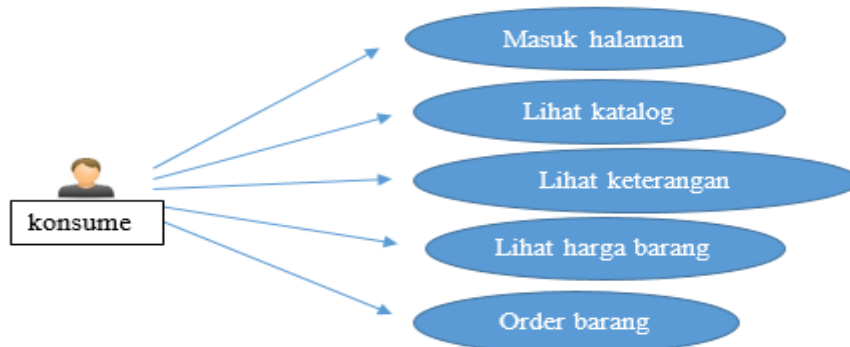 Masuk halaman
Lihat katalog
Lihat keterangan
konsume
Lihat harga barang
Order barang